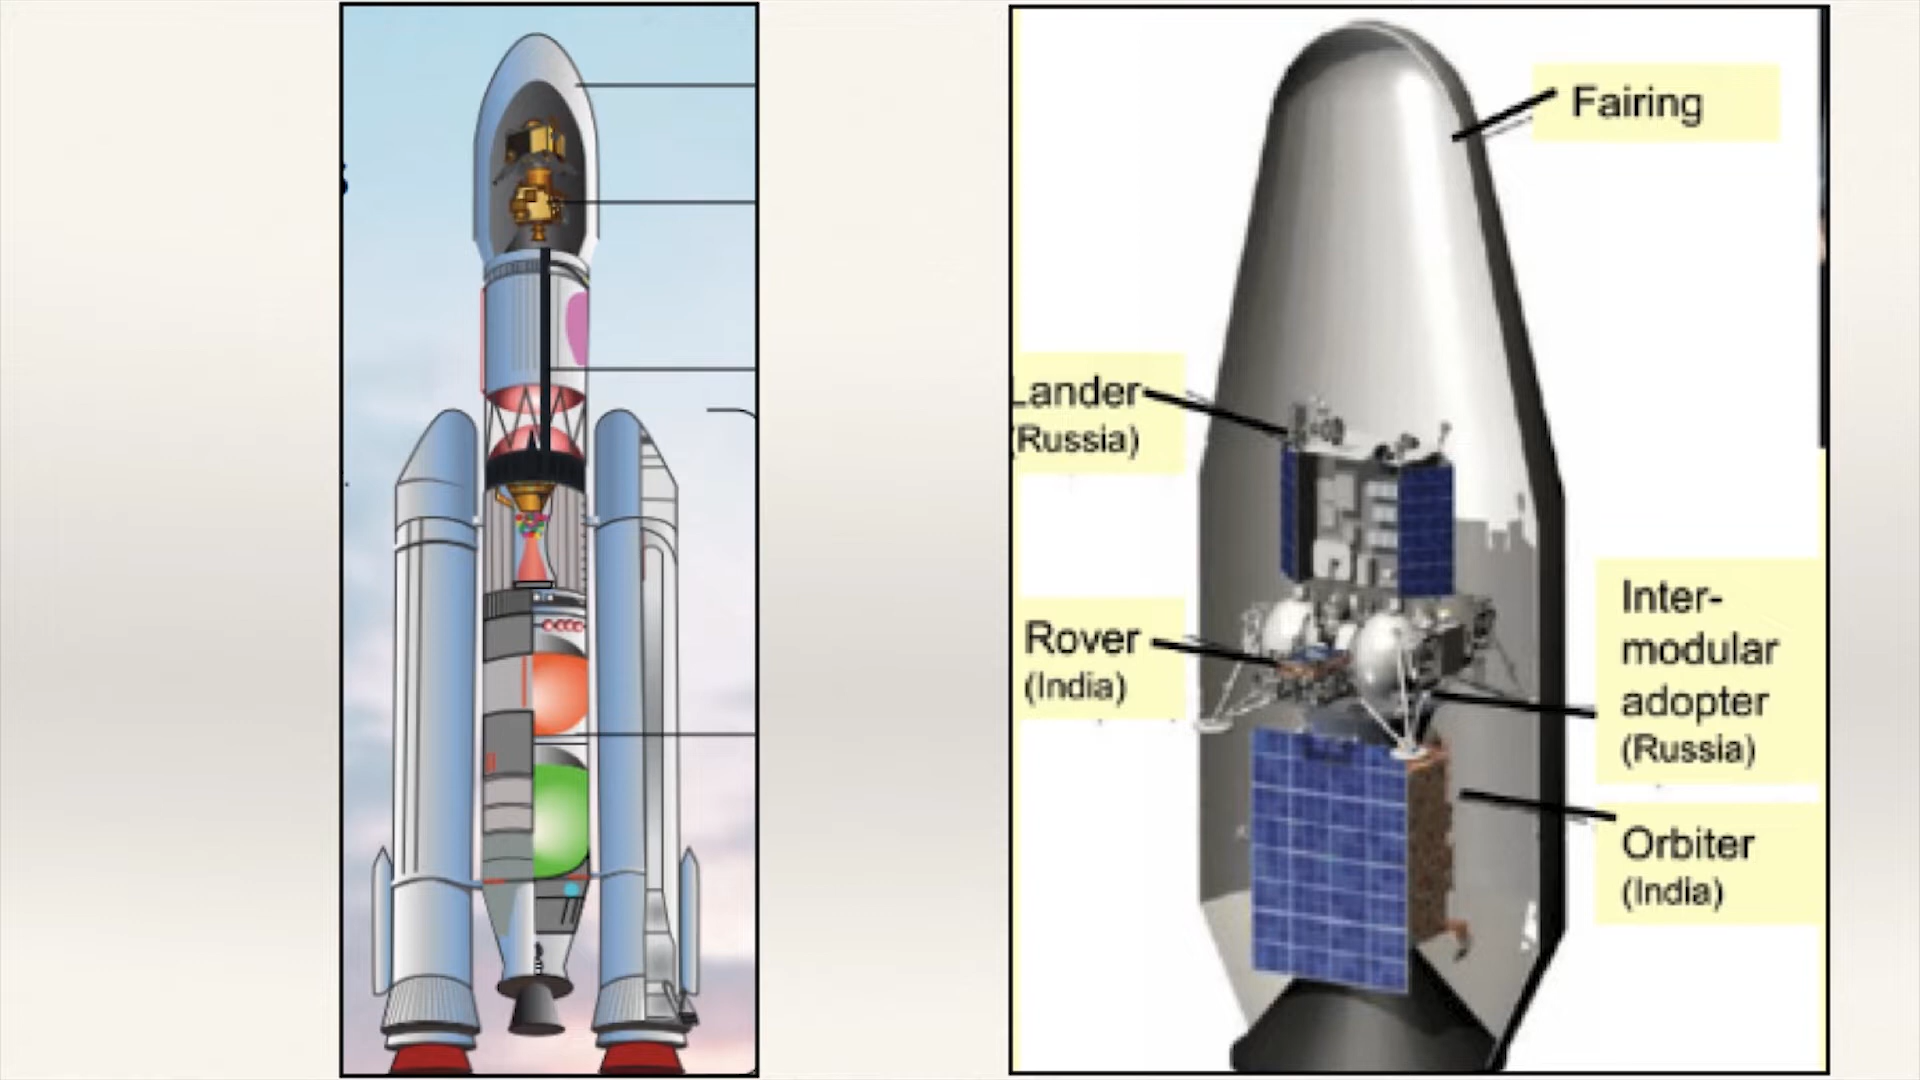 Fairing
Lander
(Russia)
Rover
(India)
Inter-
modular
adopter
(Russia)
Orbiter
(India)